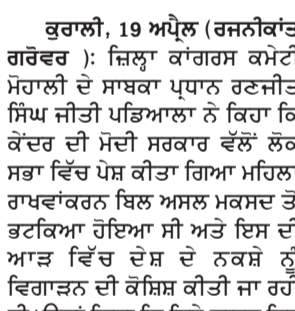 ਕੁਰਾਲੀ, 19 ਅਪ੍ਰੈਲ (ਰਜਨੀਕਾਂਤ
ਗਰੋਵਰ ): ਜ਼ਿਲ੍ਹਾ ਕਾਂਗਰਸ ਕਮੇਟੀ
ਮੋਹਾਲੀ ਦੇ ਸਾਬਕਾ ਪ੍ਰਧਾਨ ਰਣਜੀਤ
ਸਿੰਘ ਜੀਤੀ ਪਡਿਆਲਾ ਨੇ ਕਿਹਾ ਕਿ
ਕੇਂਦਰ ਦੀ ਮੋਦੀ ਸਰਕਾਰ ਵੱਲੋਂ ਲੋਕ
ਸਭਾ ਵਿੱਚ ਪੇਸ਼ ਕੀਤਾ ਗਿਆ ਮਹਿਲਾ
ਰਾਖਵਾਂਕਰਨ ਬਿਲ ਅਸਲ ਮਕਸਦ ਤੋਂ
ਭਟਕਿਆ ਹੋਇਆ ਸੀ ਅਤੇ ਇਸ ਦੀ
ਆੜ ਵਿੱਚ ਦੇਸ਼ ਦੇ ਨਕਸ਼ੇ ਨੂੰ
ਵਿਗਾੜਨ ਦੀ ਕੋਸ਼ਿਸ਼ ਕੀਤੀ ਜਾ ਰਹੀ